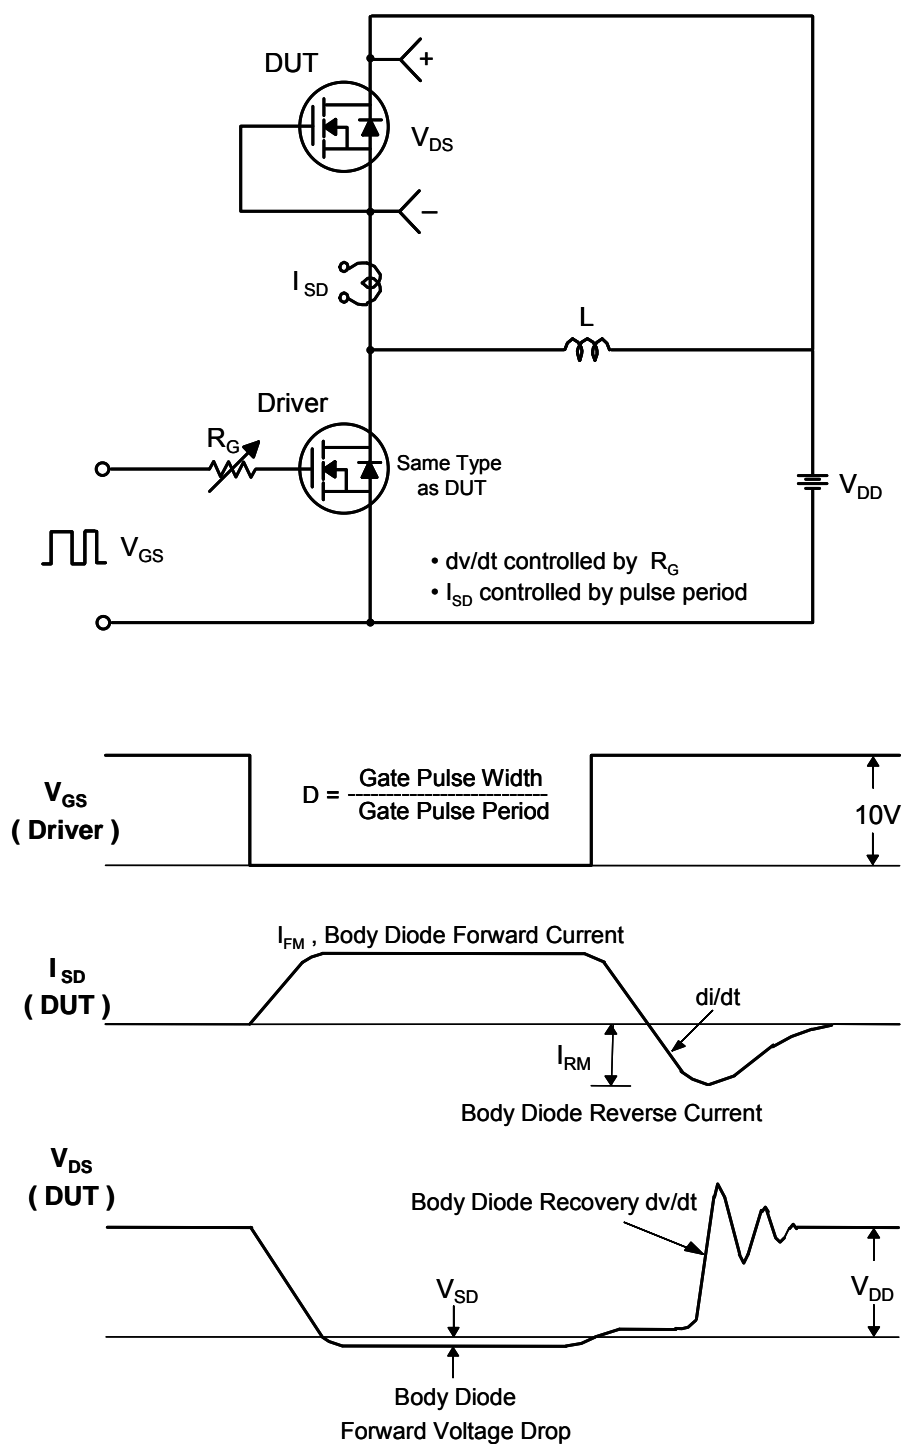 DUT
+
V_DS
−
I_SD
L
Driver
R_G
Same Type
as DUT
V_DD
V_GS
• dv/dt controlled by R_G
• I_SD controlled by pulse period
V_GS
( Driver )
D = Gate Pulse Width
--------------------------
Gate Pulse Period
10V
I_FM , Body Diode Forward Current
I_SD
( DUT )
di/dt
I_RM
Body Diode Reverse Current
V_DS
( DUT )
Body Diode Recovery dv/dt
V_SD
V_DD
Body Diode
Forward Voltage Drop